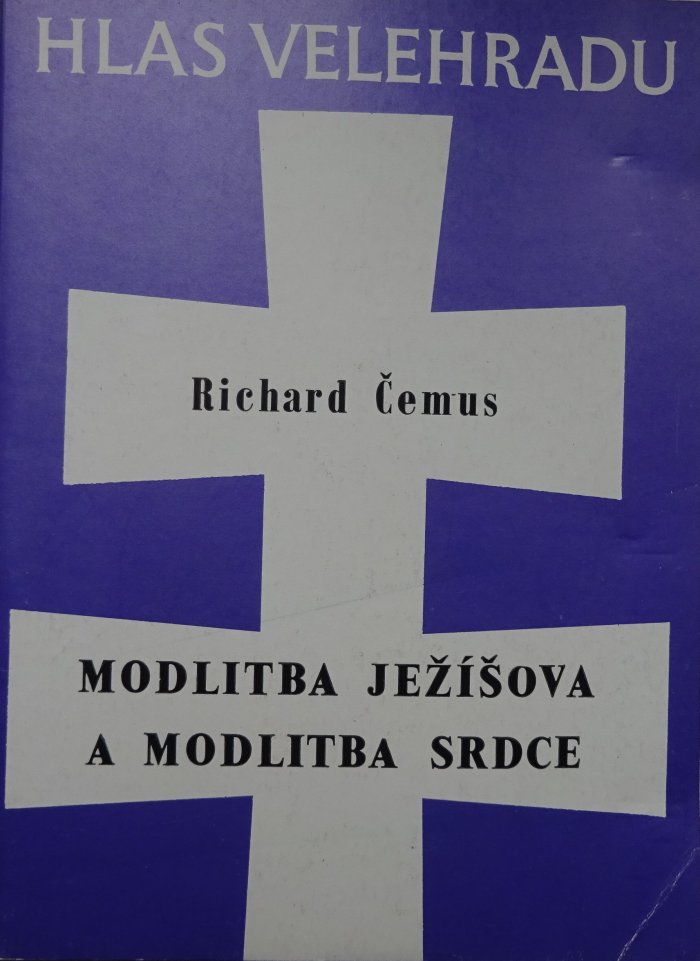 HLAS VELEHRADU
Richard Čemus
MODLITBA JEŽÍŠOVA
A MODLITBA SRDCE